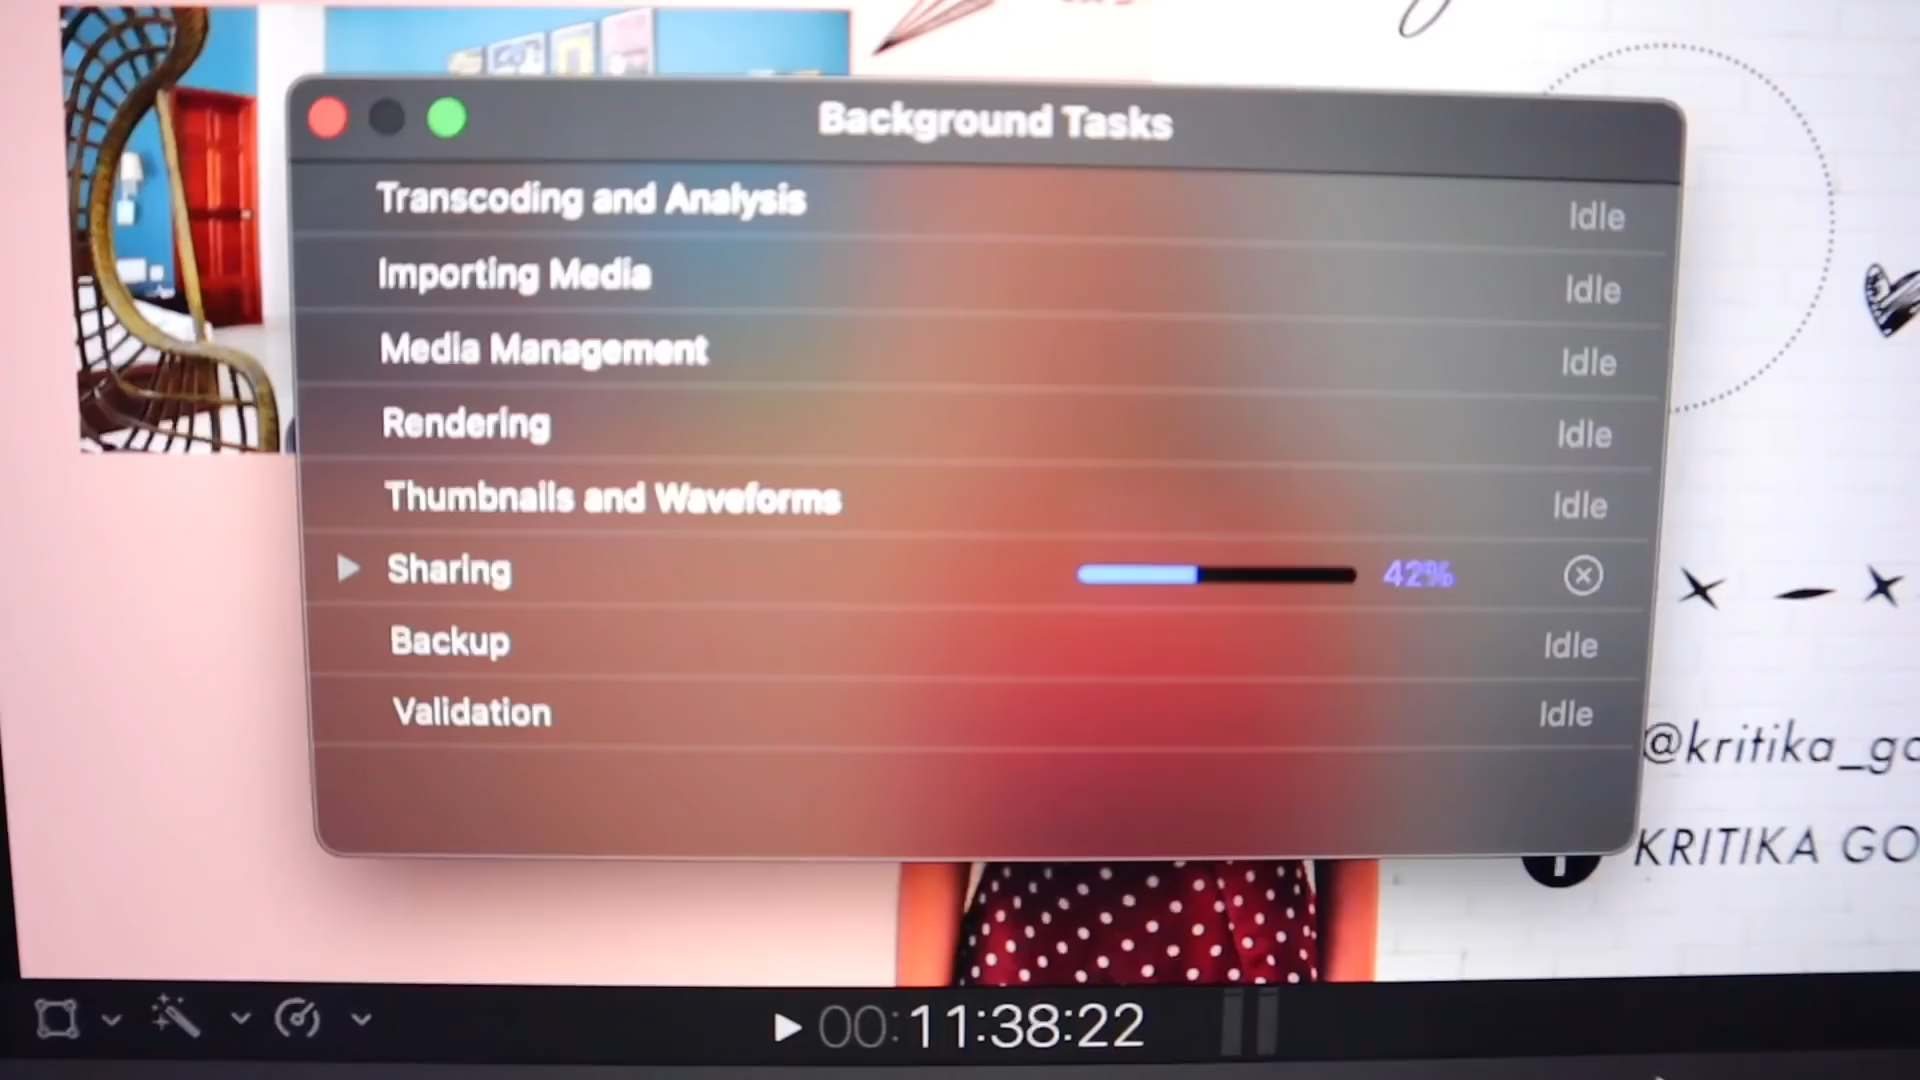 Background Tasks
Transcoding and Analysis Idle
Importing Media Idle
Media Management Idle
Rendering Idle
Thumbnails and Waveforms Idle
Sharing 42% 
Backup Idle
Validation Idle
@kritika_go
KRITIKA GO
00:11:38:22